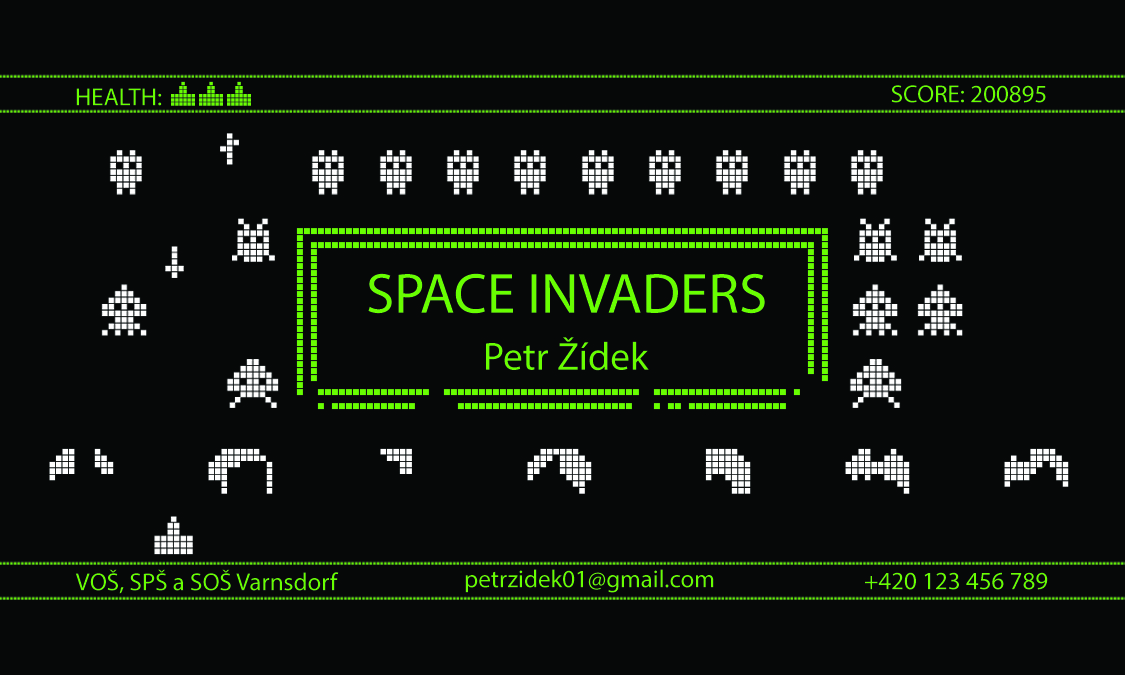 HEALTH:
SCORE: 200895
SPACE INVADERS
Petr Žídek
VOŠ, SPŠ a SOŠ Varnsdorf
petrzidek01@gmail.com
+420 123 456 789